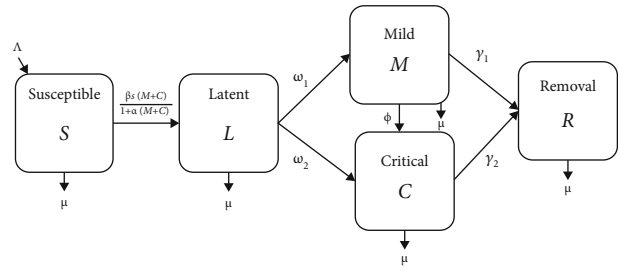 Λ
Susceptible
S
μ
βs (M+C)
1+α (M+C)
Latent
L
μ
ω1
ω2
Mild
M
μ
ϕ
Critical
C
μ
γ1
γ2
Removal
R
μ